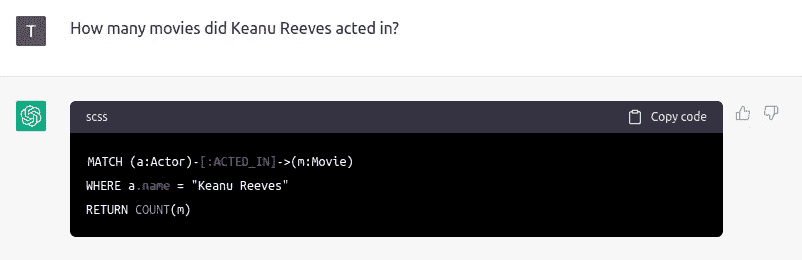 T
How many movies did Keanu Reeves acted in?
scss
Copy code
MATCH (a:Actor)-[:ACTED_IN]->(m:Movie)
WHERE a.name = "Keanu Reeves"
RETURN COUNT(m)